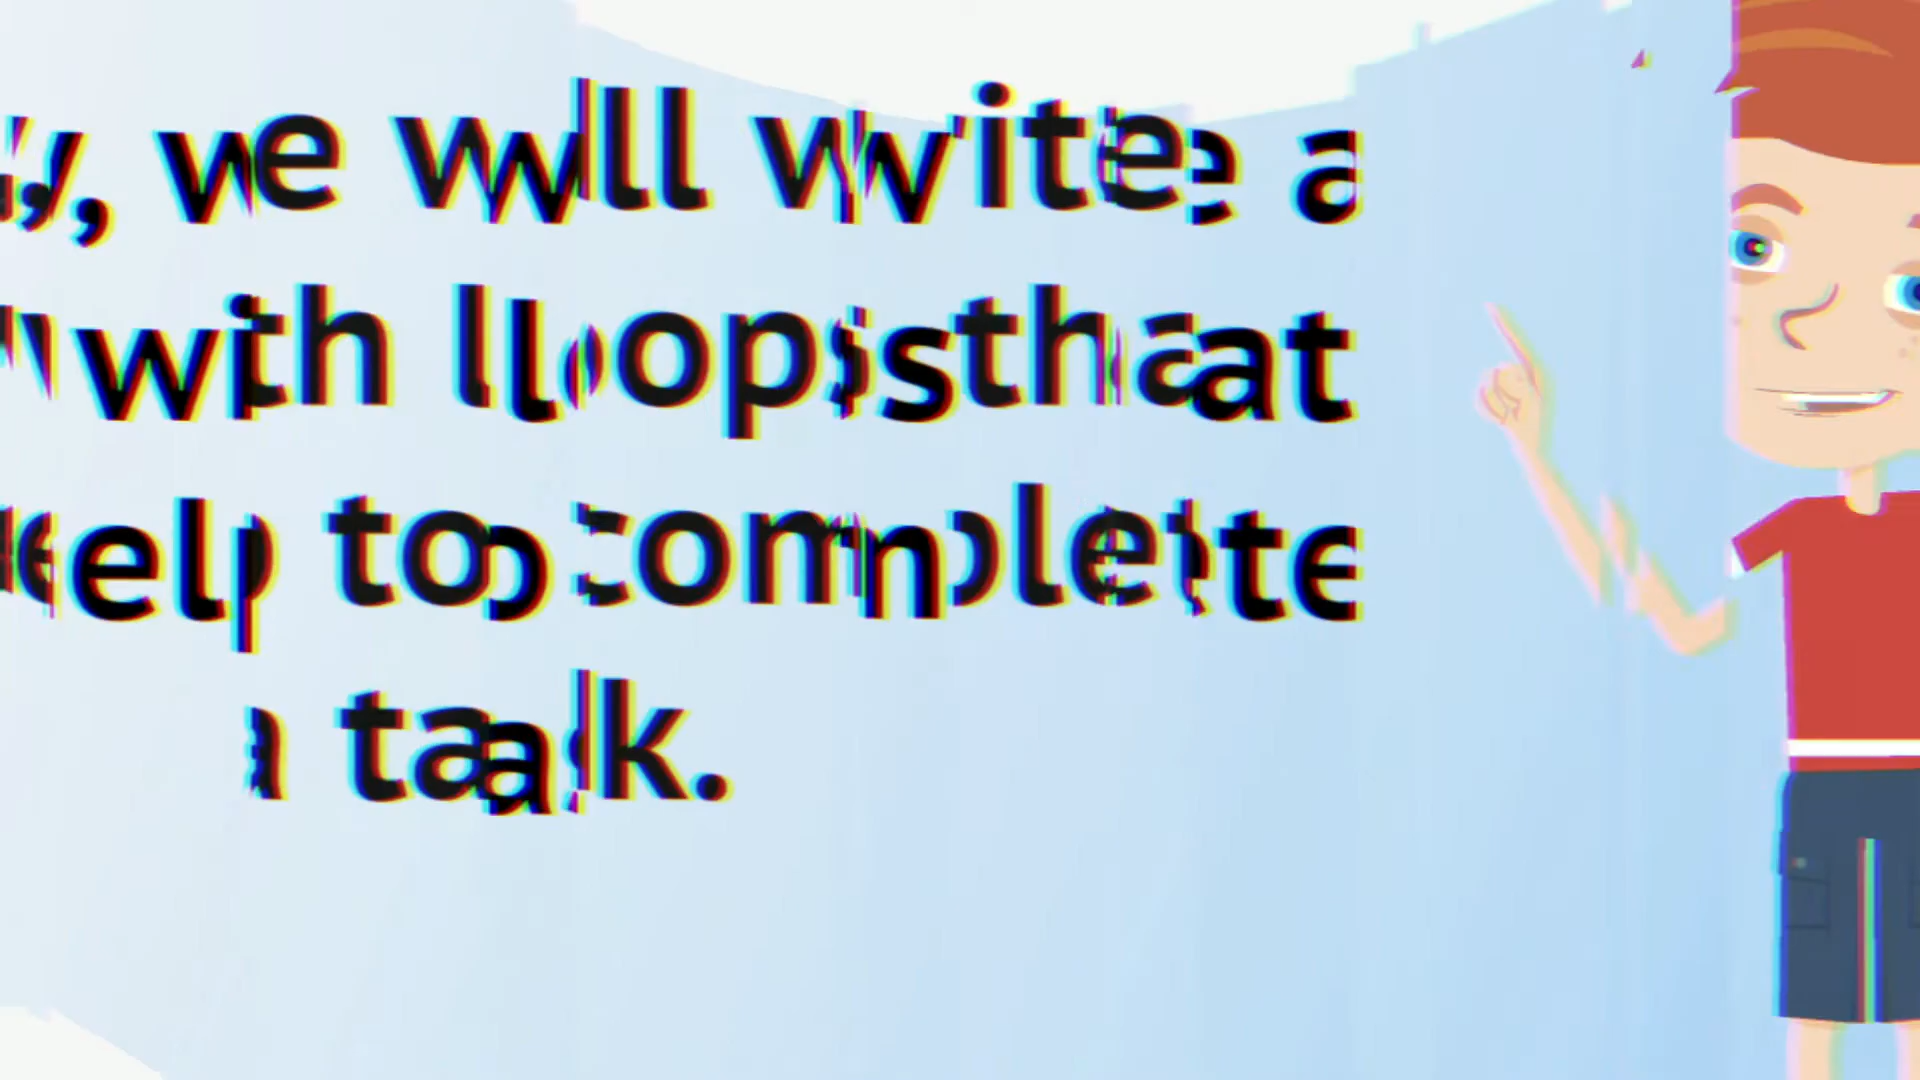 we will write a
with loops that
to complete
a task.